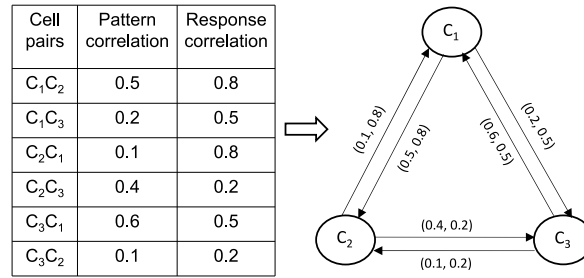 Cell pairs Pattern correlation Response correlation
C₁C₂ 0.5 0.8
C₁C₃ 0.2 0.5
C₂C₁ 0.1 0.8
C₂C₃ 0.4 0.2
C₃C₁ 0.6 0.5
C₃C₂ 0.1 0.2
C₁
(0.1, 0.8)
(0.5, 0.8)
(0.6, 0.5)
(0.2, 0.5)
C₂
(0.4, 0.2)
(0.1, 0.2)
C₃